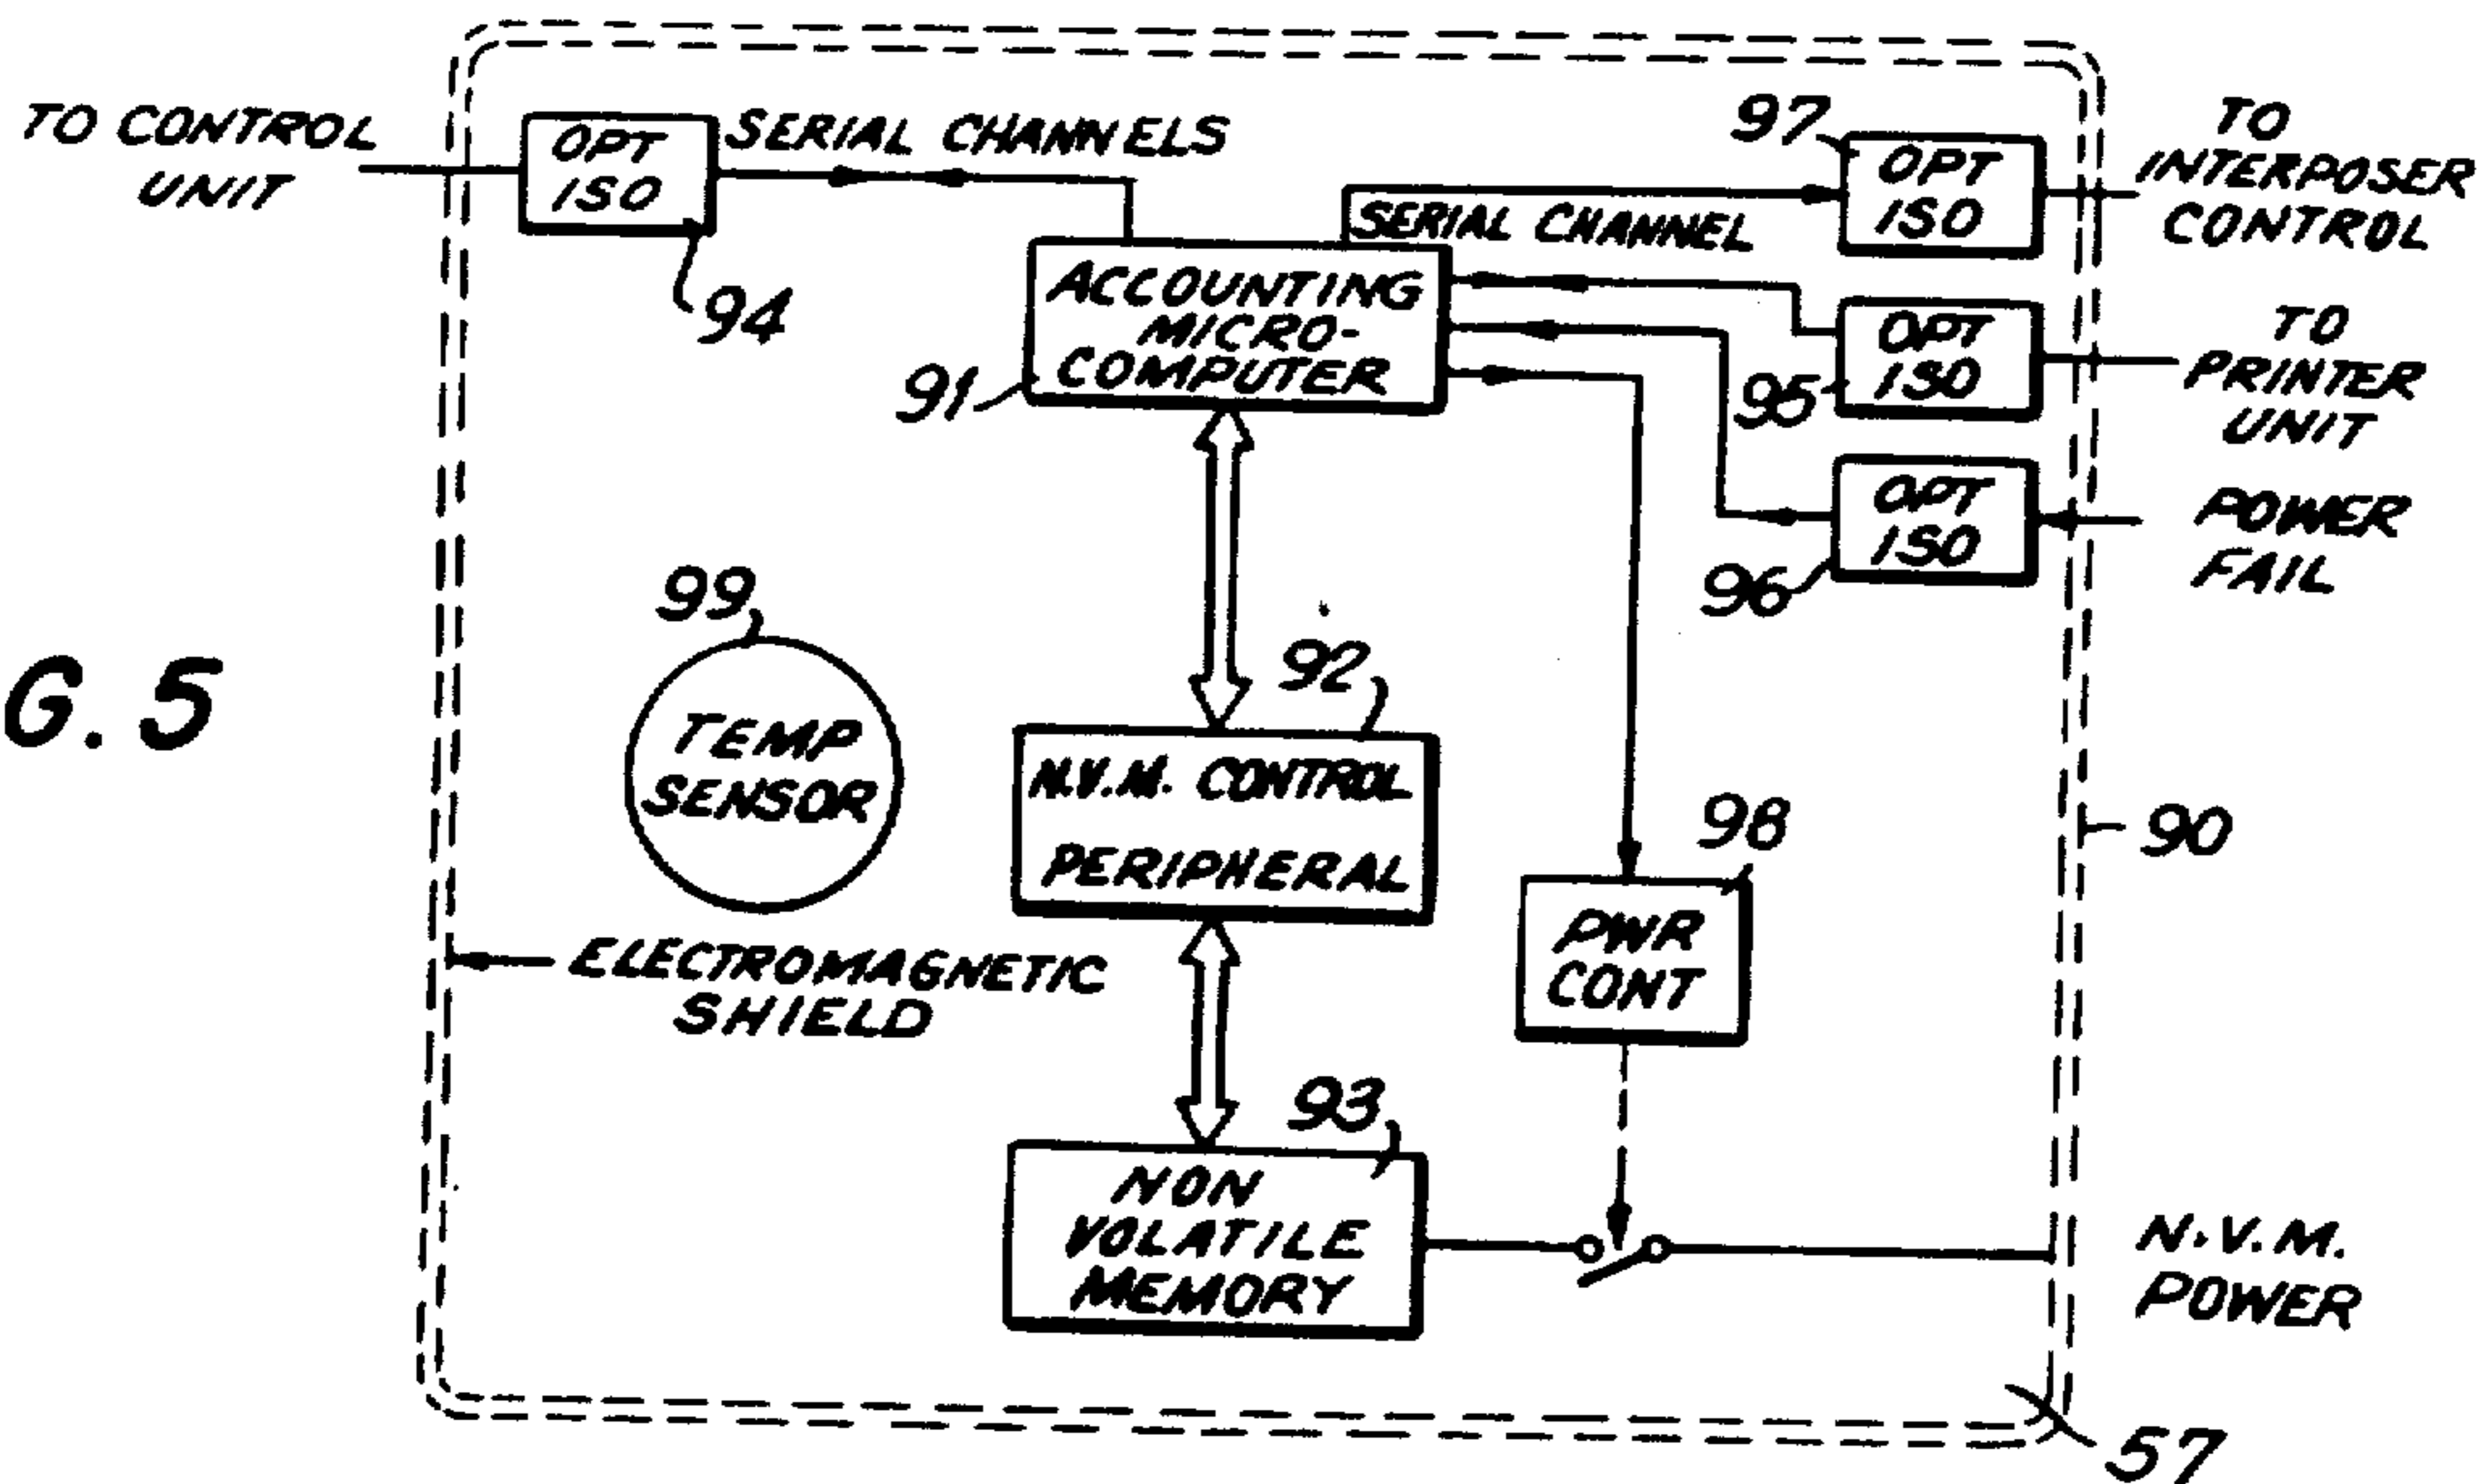 TO CONTROL
UNIT
OPT
ISO
94
SERIAL CHANNELS
SERIAL CHANNEL
97
OPT
ISO
TO
INTERPOSER
CONTROL
ACCOUNTING
MICRO-
COMPUTER
91
OPT
ISO
95
TO
PRINTER
UNIT
OPT
ISO
96
POWER
FAIL
G. 5
99
TEMP
SENSOR
92
N.V.M. CONTROL
PERIPHERAL
98
PWR
CONT
90
ELECTROMAGNETIC
SHIELD
93
NON
VOLATILE
MEMORY
N.V.M.
POWER
57